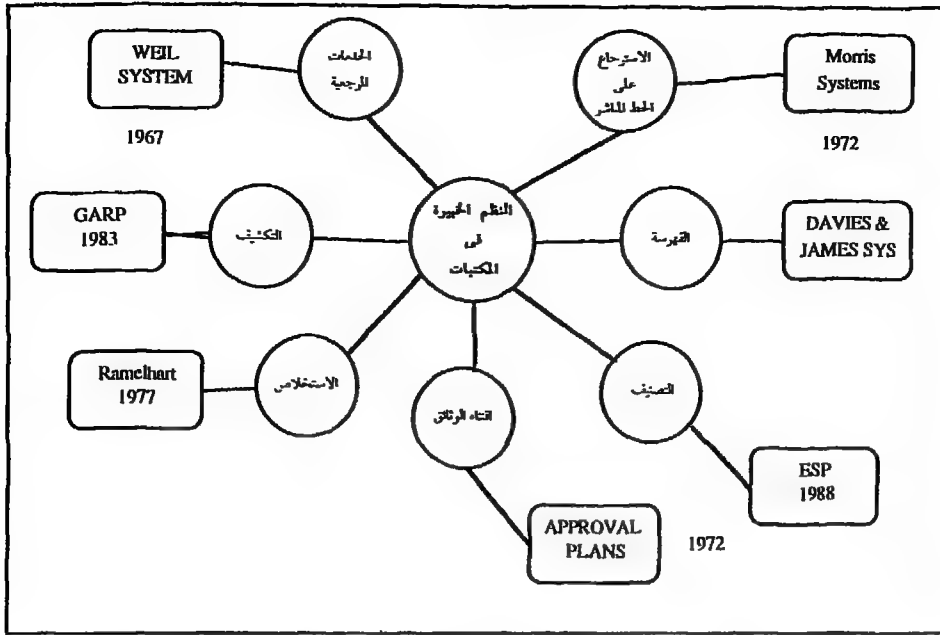 WEIL
SYSTEM
1967
الخدمات
المرجعية
الاسترجاع
على
الخط المباشر
Morris
Systems
1972
GARP
1983
التكشيف
النظم الخبيرة
فى
المكتبات
الفهرسة
DAVIES &
JAMES SYS
Ramelhart
1977
الاستخلاص
اقتناء الوثائق
التصنيف
ESP
1988
APPROVAL
PLANS
1972